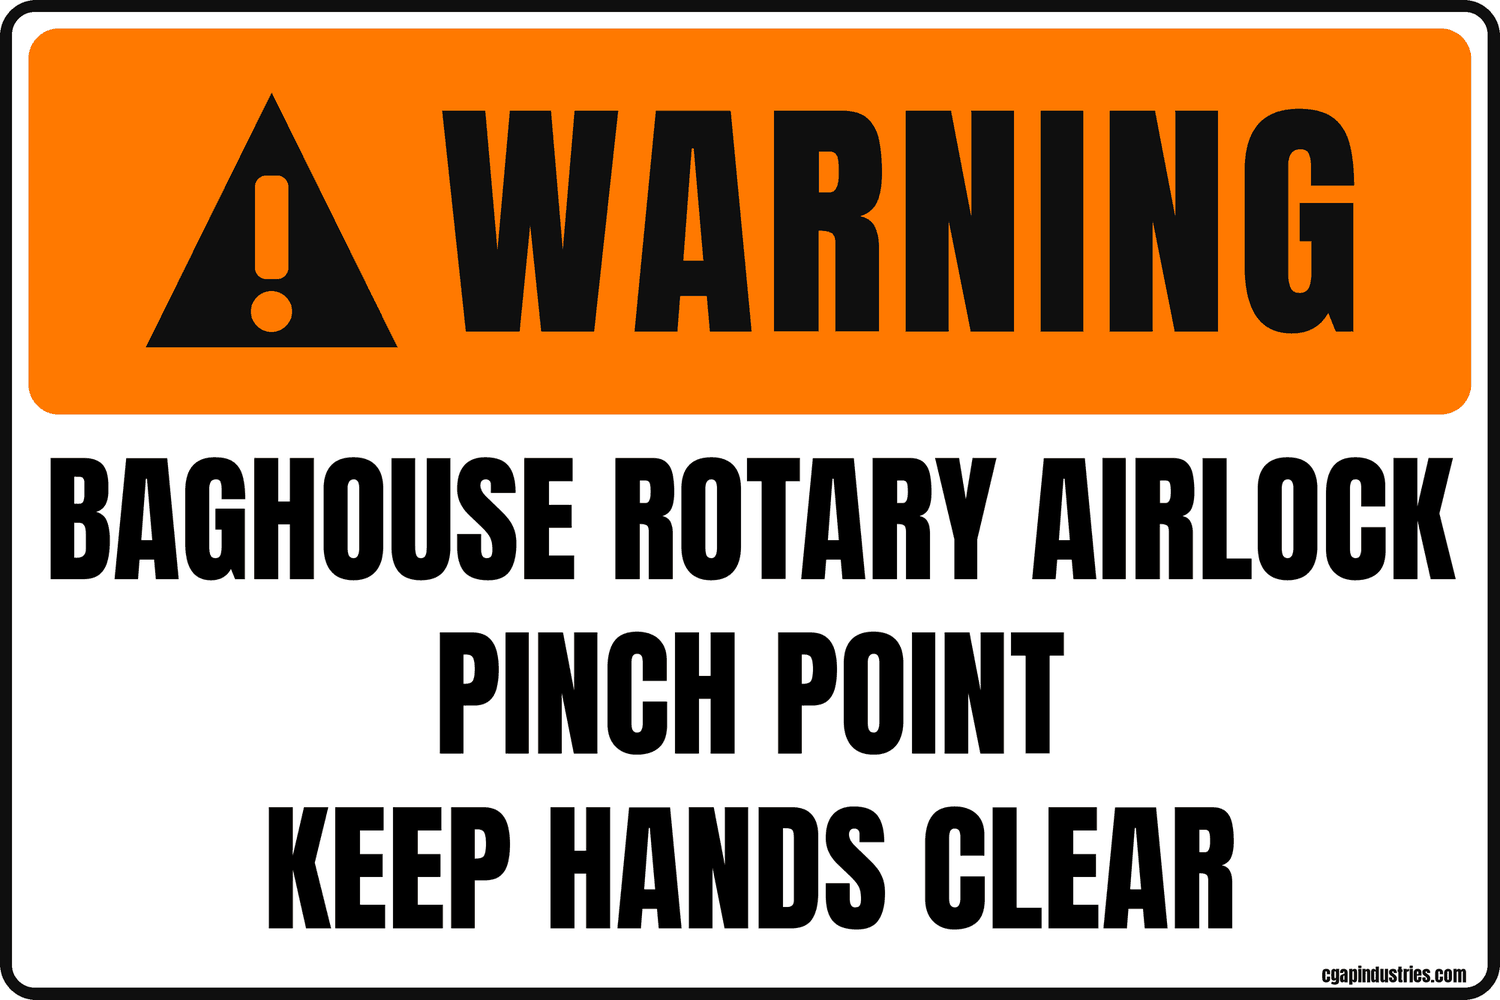 WARNING
BAGHOUSE ROTARY AIRLOCK
PINCH POINT
KEEP HANDS CLEAR
cgapindustries.com